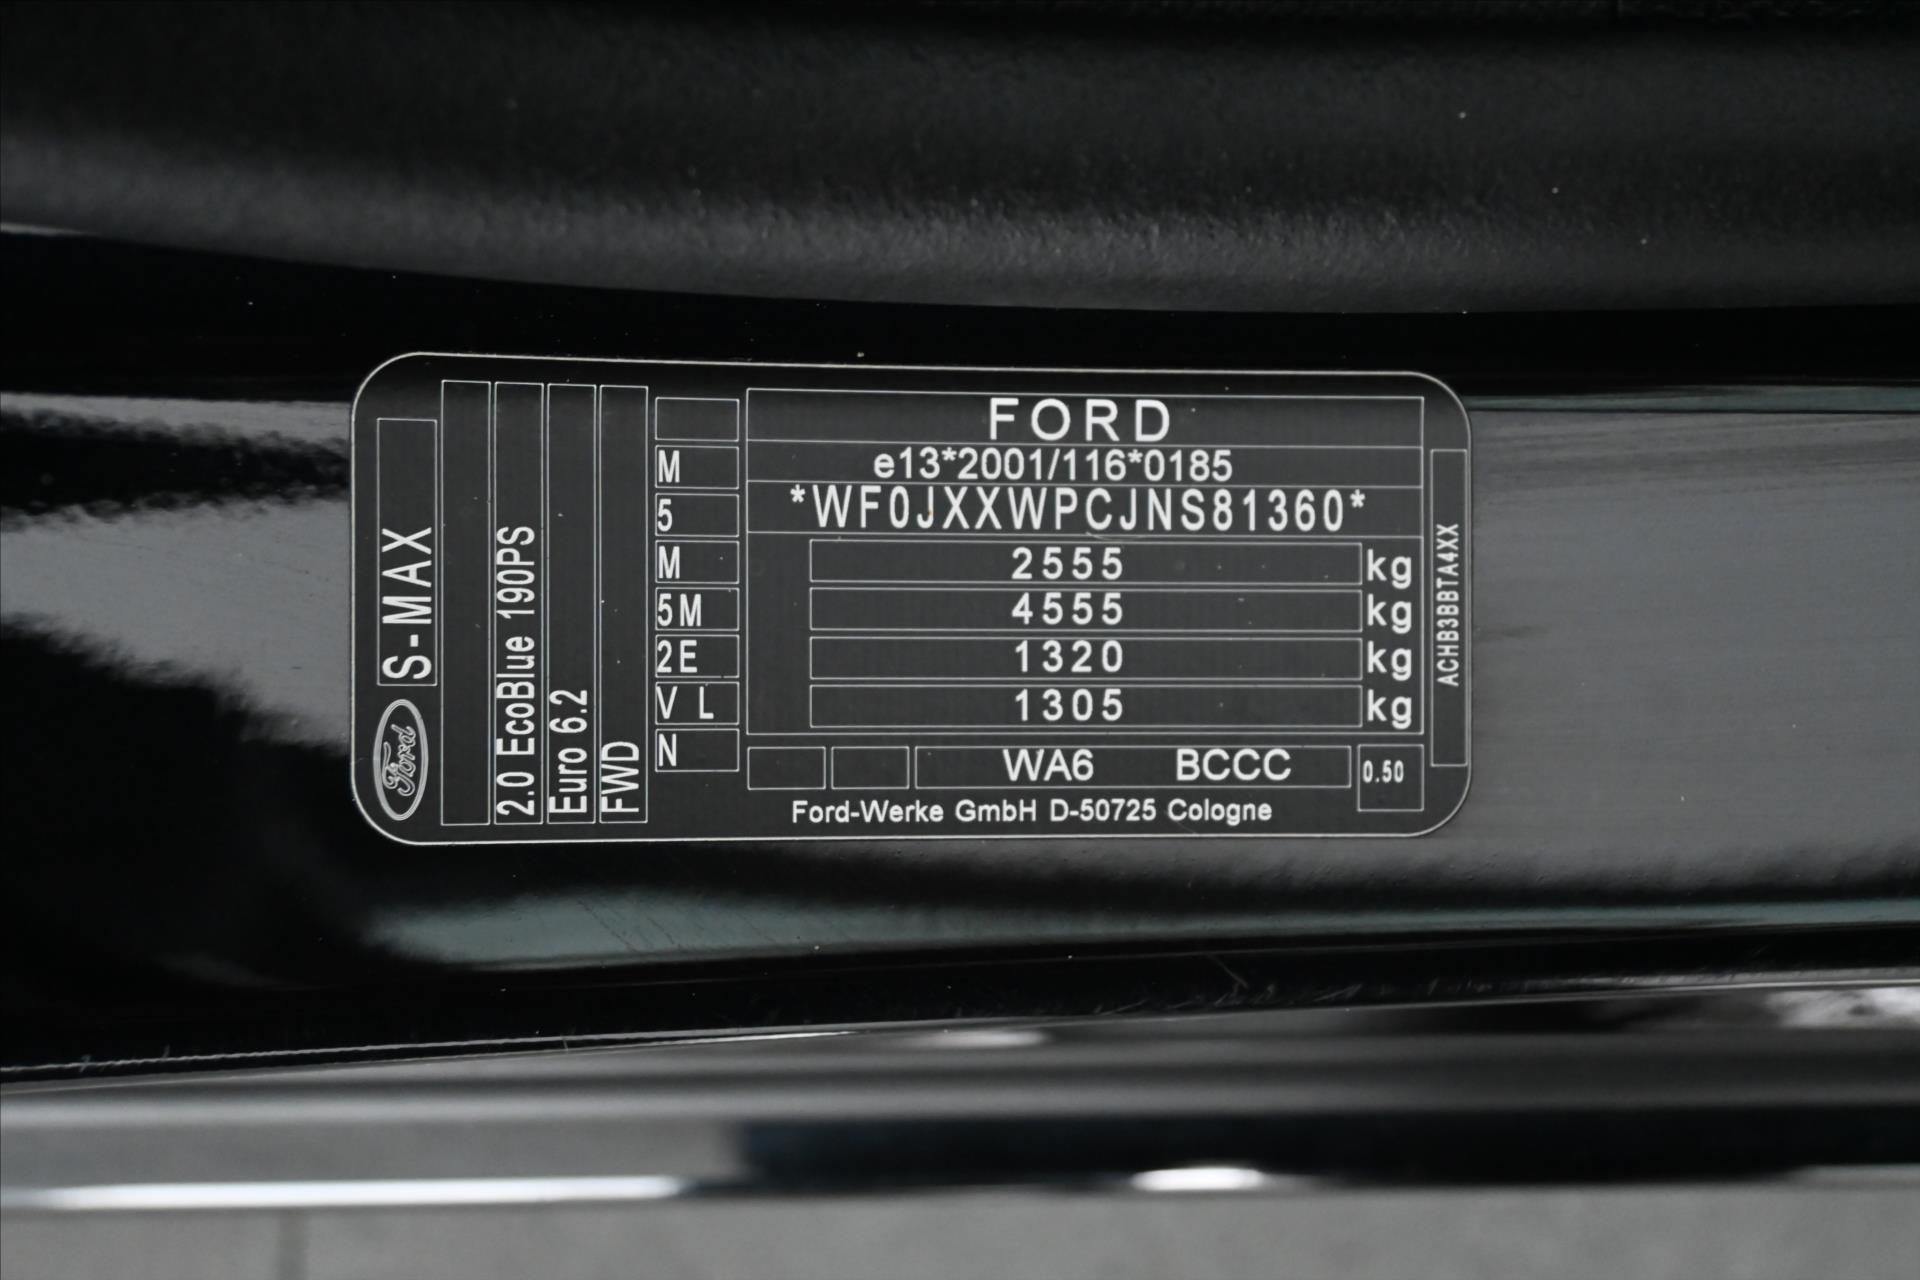 Ford
S-MAX
2.0 EcoBlue 190PS
Euro 6.2
FWD
M
5
M
5M
2E
V L
N
FORD
e13*2001/116*0185
*WF0JXXWPCJNS81360*
2555 kg
4555 kg
1320 kg
1305 kg
WA6 BCCC 0.50
Ford-Werke GmbH D-50725 Cologne
ACHB3BBTA4XX